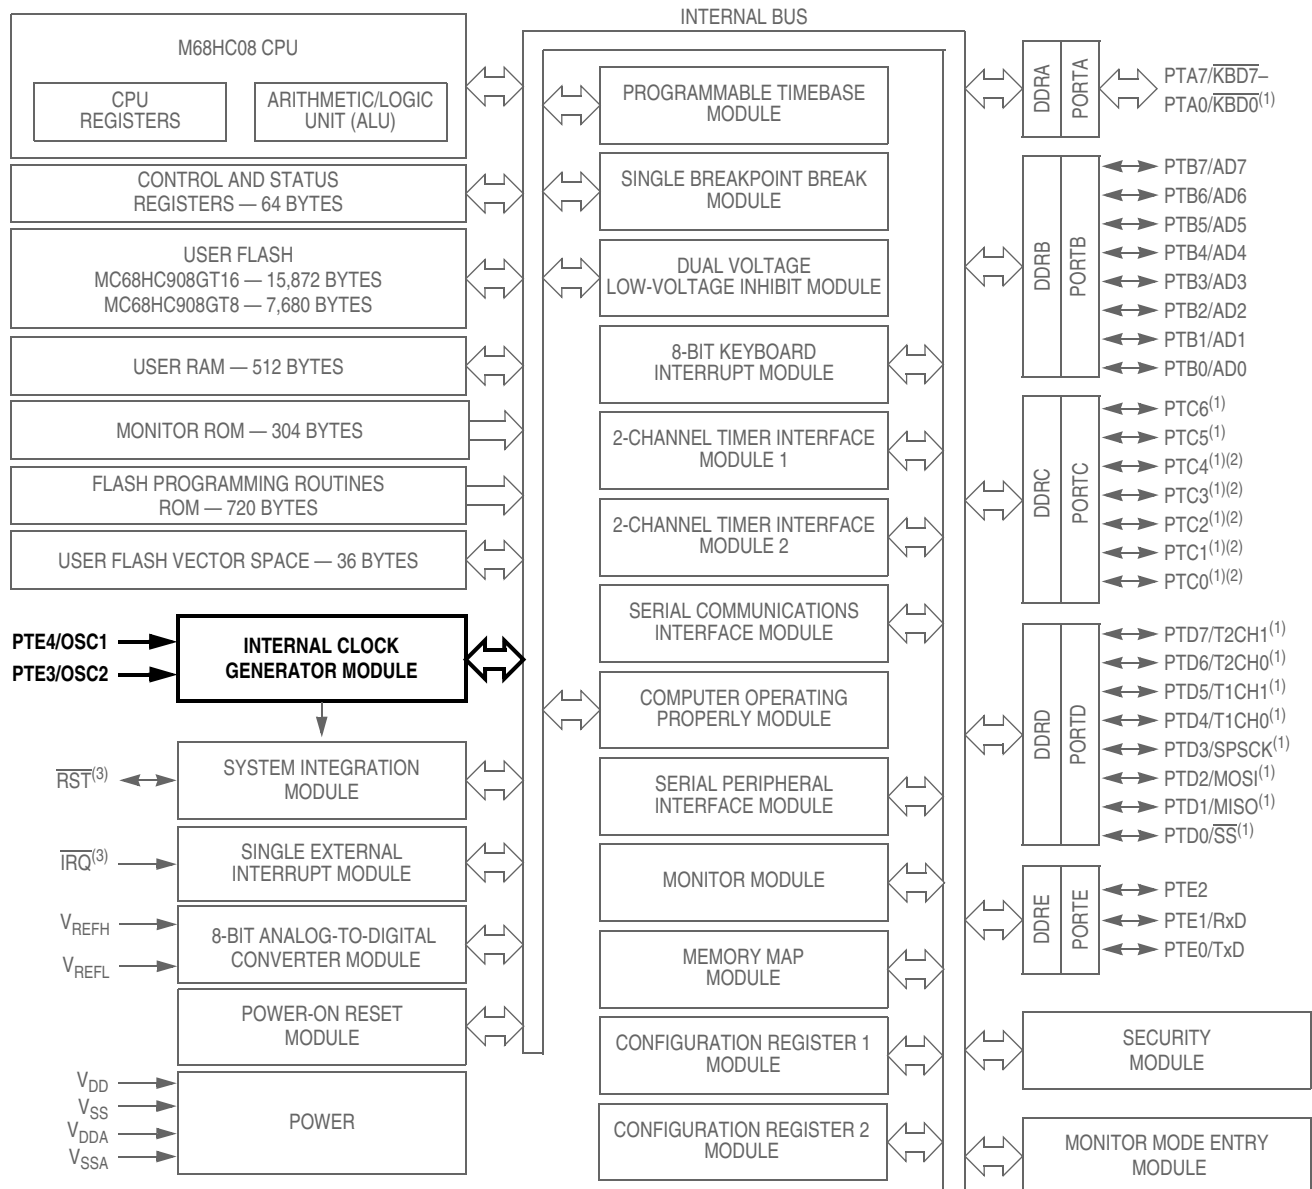 INTERNAL BUS
M68HC08 CPU
CPU
REGISTERS
ARITHMETIC/LOGIC
UNIT (ALU)
CONTROL AND STATUS
REGISTERS — 64 BYTES
USER FLASH
MC68HC908GT16 — 15,872 BYTES
MC68HC908GT8 — 7,680 BYTES
USER RAM — 512 BYTES
MONITOR ROM — 304 BYTES
FLASH PROGRAMMING ROUTINES
ROM — 720 BYTES
USER FLASH VECTOR SPACE — 36 BYTES
PTE4/OSC1
PTE3/OSC2
INTERNAL CLOCK
GENERATOR MODULE
RST(3)
SYSTEM INTEGRATION
MODULE
IRQ(3)
SINGLE EXTERNAL
INTERRUPT MODULE
VREFH
VREFL
8-BIT ANALOG-TO-DIGITAL
CONVERTER MODULE
POWER-ON RESET
MODULE
VDD
VSS
VDDA
VSSA
POWER
PROGRAMMABLE TIMEBASE
MODULE
SINGLE BREAKPOINT BREAK
MODULE
DUAL VOLTAGE
LOW-VOLTAGE INHIBIT MODULE
8-BIT KEYBOARD
INTERRUPT MODULE
2-CHANNEL TIMER INTERFACE
MODULE 1
2-CHANNEL TIMER INTERFACE
MODULE 2
SERIAL COMMUNICATIONS
INTERFACE MODULE
COMPUTER OPERATING
PROPERLY MODULE
SERIAL PERIPHERAL
INTERFACE MODULE
MONITOR MODULE
MEMORY MAP
MODULE
CONFIGURATION REGISTER 1
MODULE
CONFIGURATION REGISTER 2
MODULE
DDRA
PORTA
PTA7/KBD7–
PTA0/KBD0(1)
DDRB
PORTB
PTB7/AD7
PTB6/AD6
PTB5/AD5
PTB4/AD4
PTB3/AD3
PTB2/AD2
PTB1/AD1
PTB0/AD0
DDRC
PORTC
PTC6(1)
PTC5(1)
PTC4(1)(2)
PTC3(1)(2)
PTC2(1)(2)
PTC1(1)(2)
PTC0(1)(2)
DDRD
PORTD
PTD7/T2CH1(1)
PTD6/T2CH0(1)
PTD5/T1CH1(1)
PTD4/T1CH0(1)
PTD3/SPSCK(1)
PTD2/MOSI(1)
PTD1/MISO(1)
PTD0/SS(1)
DDRE
PORTE
PTE2
PTE1/RxD
PTE0/TxD
SECURITY
MODULE
MONITOR MODE ENTRY
MODULE